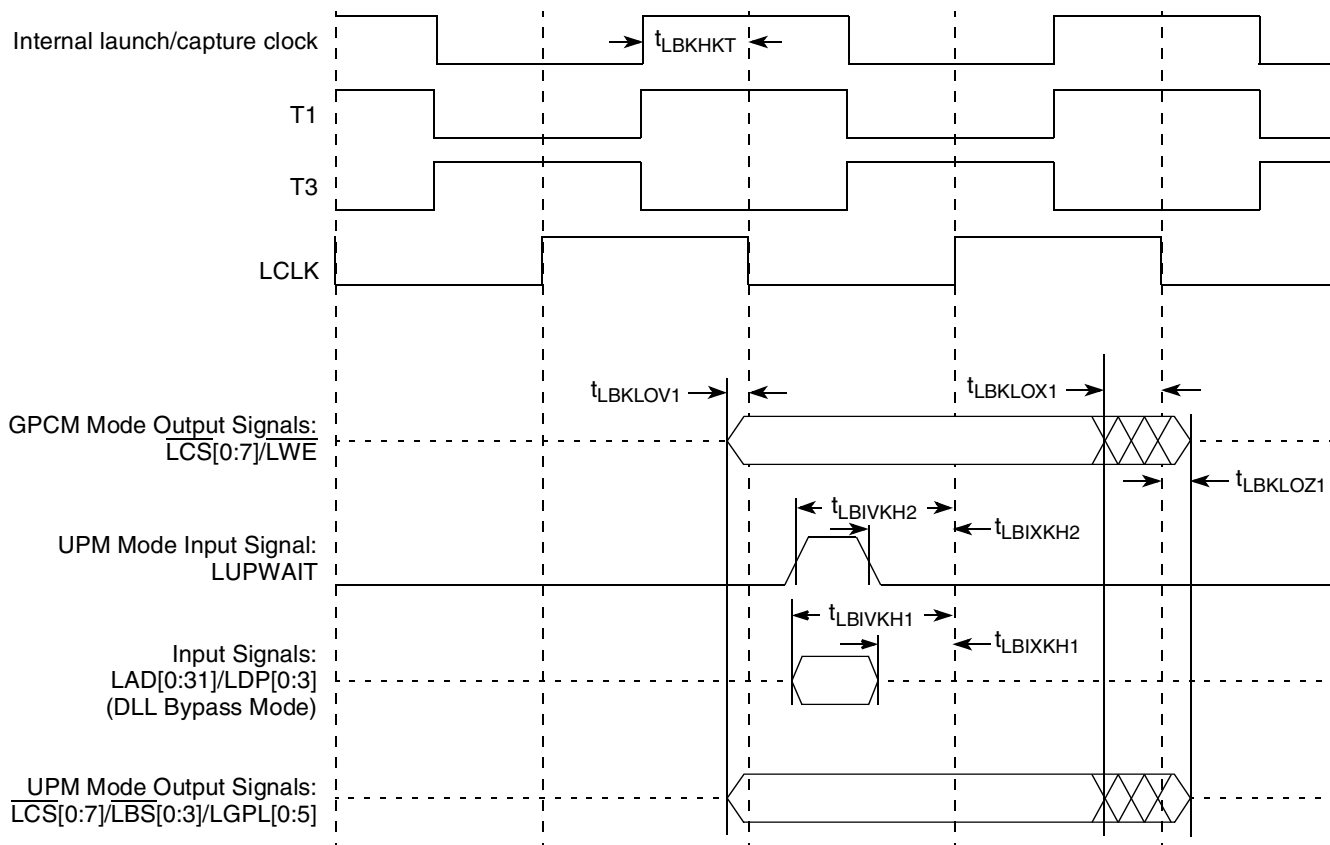 Internal launch/capture clock
tLBKHKT
T1
T3
LCLK
tLBKLOV1
tLBKLOX1
GPCM Mode Output Signals:
LCS[0:7]/LWE
tLBKLOZ1
tLBIVKH2
tLBIXKH2
UPM Mode Input Signal:
LUPWAIT
tLBIVKH1
tLBIXKH1
Input Signals:
LAD[0:31]/LDP[0:3]
(DLL Bypass Mode)
UPM Mode Output Signals:
LCS[0:7]/LBS[0:3]/LGPL[0:5]